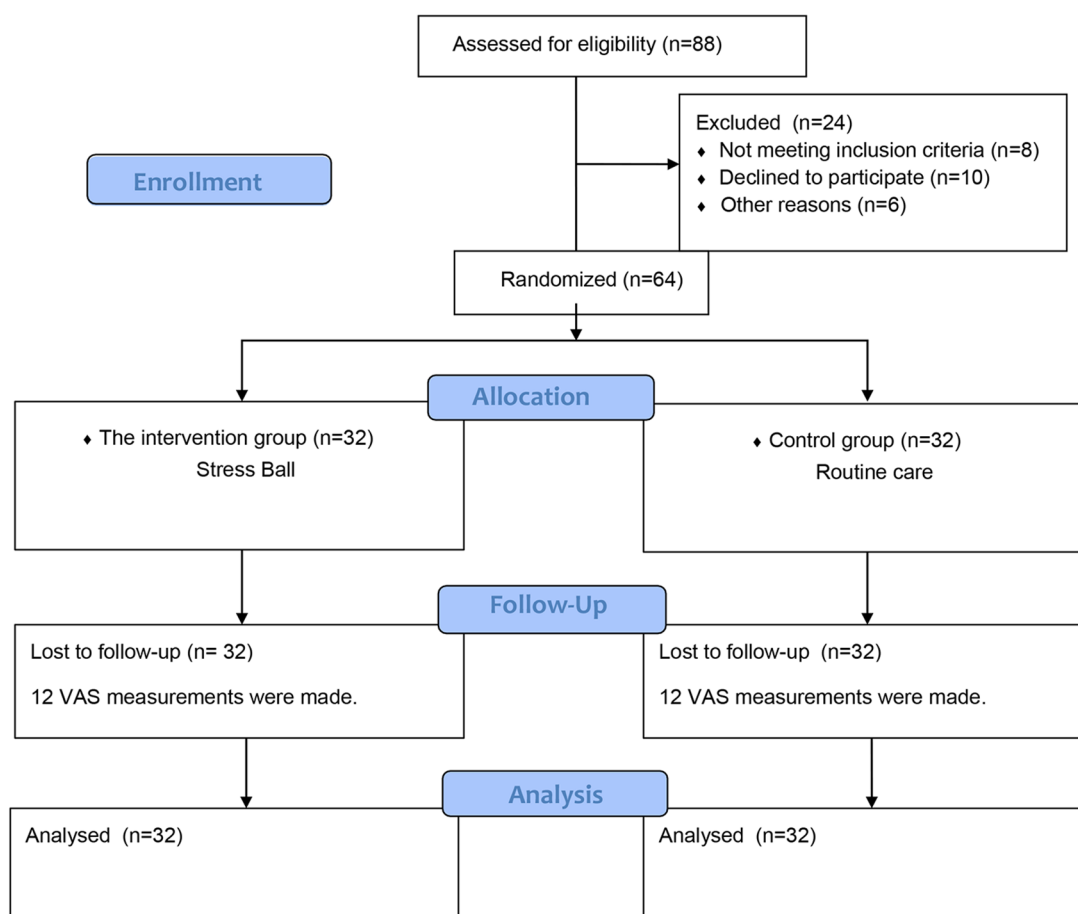 Assessed for eligibility (n=88)
Excluded (n=24)
♦ Not meeting inclusion criteria (n=8)
♦ Declined to participate (n=10)
♦ Other reasons (n=6)
Enrollment
Randomized (n=64)
Allocation
♦ The intervention group (n=32)
Stress Ball
♦ Control group (n=32)
Routine care
Follow-Up
Lost to follow-up (n= 32)
12 VAS measurements were made.
Lost to follow-up (n=32)
12 VAS measurements were made.
Analysis
Analysed (n=32)
Analysed (n=32)